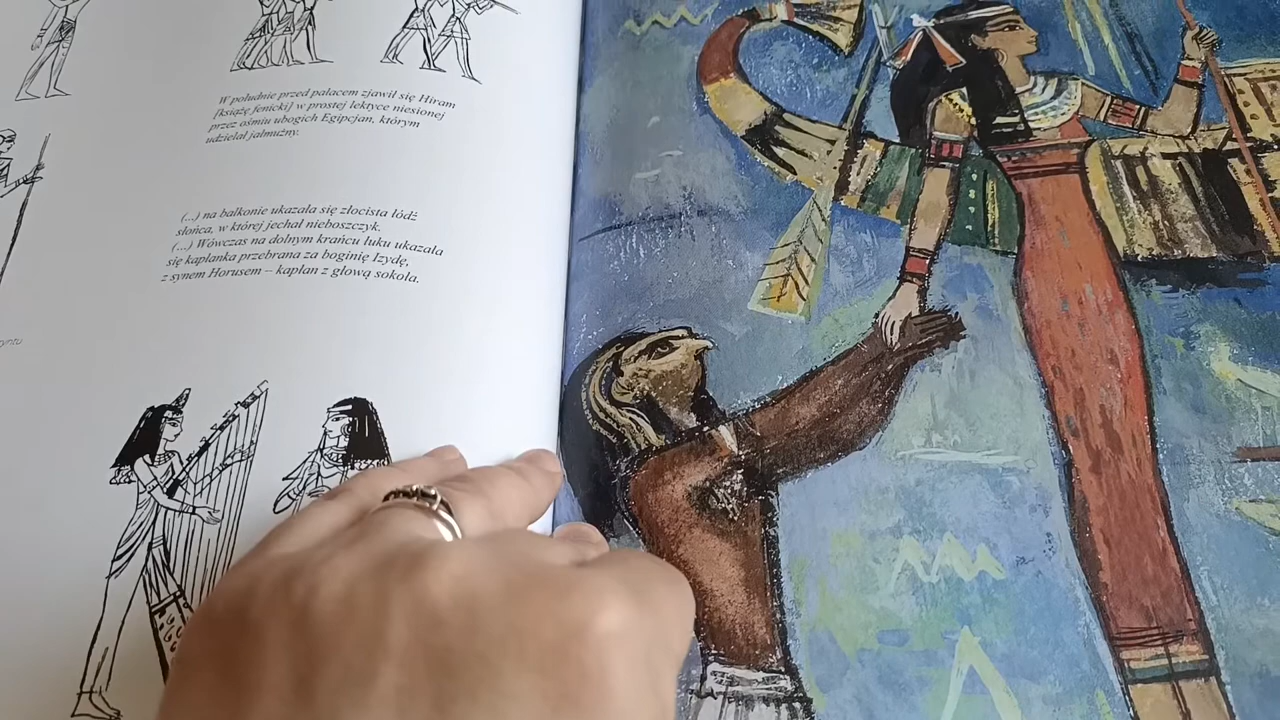 W południe przed pałacem zjawił się Hiram
[książę fenicki] w prostej lektyce niesionej
przez ośmiu ubogich Egipcjan, którym
udzielał jałmużny.
(...) na balkonie ukazała się złocista łódź
słońca, w której jechał nieboszczyk.
(...) Wówczas na dolnym krańcu łuku ukazała
się kapłanka przebrana za boginię Izydę,
z synem Horusem – kapłan z głową sokoła.